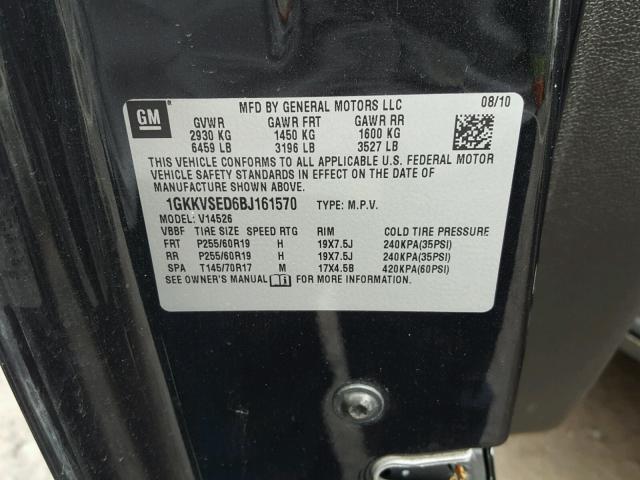 GM
MFD BY GENERAL MOTORS LLC 08/10
GVWR GAWR FRT GAWR RR
2930 KG 1450 KG 1600 KG
6459 LB 3196 LB 3527 LB
THIS VEHICLE CONFORMS TO ALL APPLICABLE U.S. FEDERAL MOTOR
VEHICLE SAFETY STANDARDS IN EFFECT ON THE DATE OF
MANUFACTURE SHOWN ABOVE.
1GKKVSED6BJ161570 TYPE: M.P.V.
MODEL: V14526
VBBF TIRE SIZE SPEED RTG RIM COLD TIRE PRESSURE
FRT P255/60R19 H 19X7.5J 240KPA(35PSI)
RR P255/60R19 H 19X7.5J 240KPA(35PSI)
SPA T145/70R17 M 17X4.5B 420KPA(60PSI)
SEE OWNER'S MANUAL FOR MORE INFORMATION.